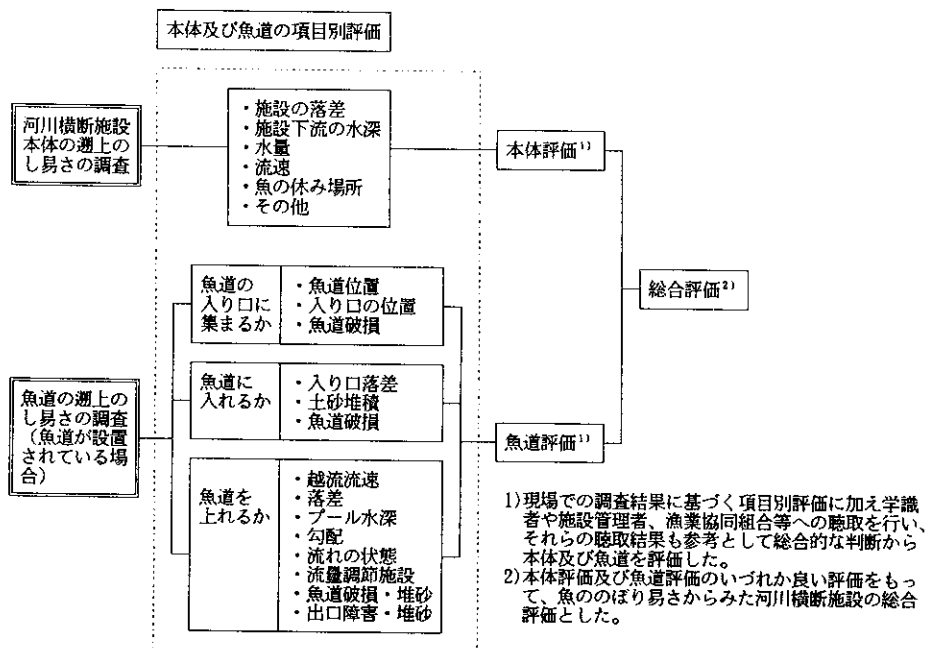 本体及び魚道の項目別評価
河川横断施設
本体の遡上の
し易さの調査
・施設の落差
・施設下流の水深
・水量
・流速
・魚の休み場所
・その他
本体評価1)
魚道の
入り口に
集まるか
・魚道位置
・入り口の位置
・魚道破損
総合評価2)
魚道の遡上の
し易さの調査
（魚道が設置
されている場
合）
魚道に
入れるか
・入り口落差
・土砂堆積
・魚道破損
魚道評価1)
魚道を
上れるか
・越流流速
・落差
・プール水深
・勾配
・流れの状態
・流量調節施設
・魚道破損・堆砂
・出口障害・堆砂
1)現場での調査結果に基づく項目別評価に加え学識
者や施設管理者、漁業協同組合等への聴取を行い、
それらの聴取結果も参考として総合的な判断から
本体及び魚道を評価した。
2)本体評価及び魚道評価のいづれか良い評価をもっ
て、魚ののぼり易さからみた河川横断施設の総合
評価とした。